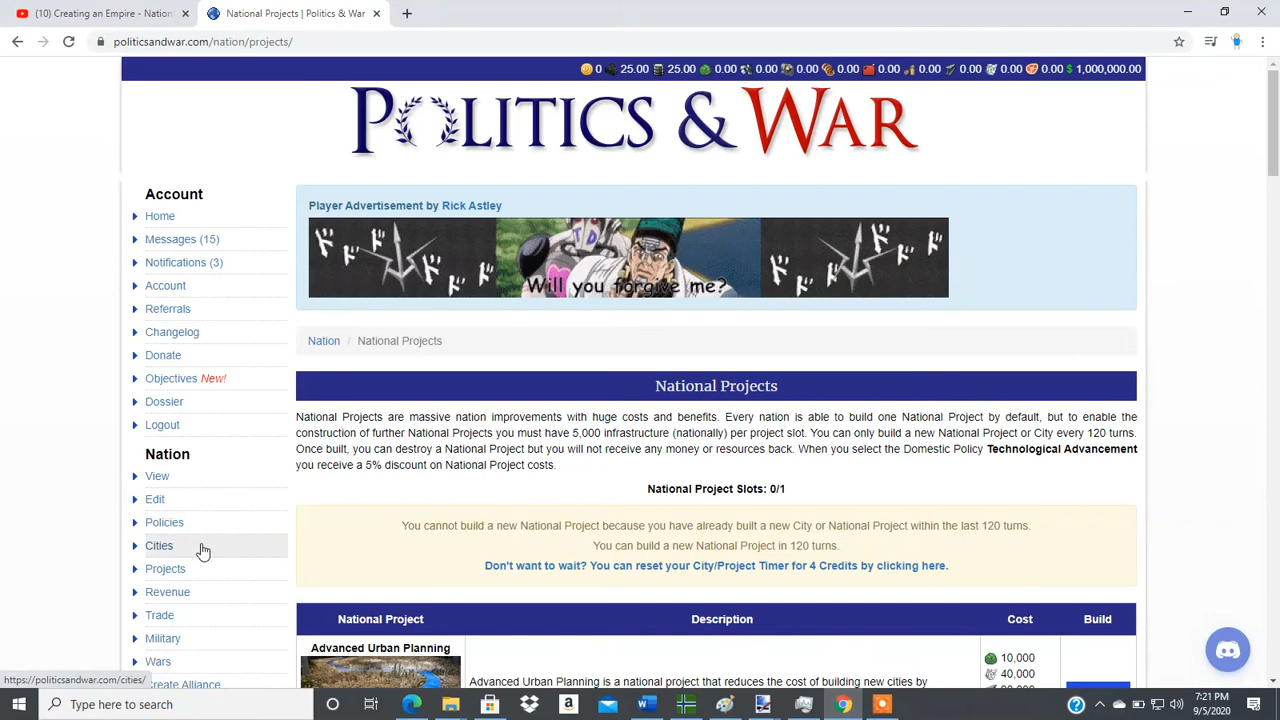 (10) Creating an Empire - Nation
National Projects | Politics & War
politicsandwar.com/nation/projects/
0 25.00 25.00 0.00 0.00 0.00 0.00 0.00 0.00 0.00 0.00 0.00 $ 1,000,000.00
POLITICS & WAR
Account
Home
Messages (15)
Notifications (3)
Account
Referrals
Changelog
Donate
Objectives New!
Dossier
Logout
Nation
View
Edit
Policies
Cities
Projects
Revenue
Trade
Military
Wars
Create Alliance
Player Advertisement by Rick Astley
ド ド ド ド ド ド
T D
Will you forgive me?
Nation / National Projects
National Projects
National Projects are massive nation improvements with huge costs and benefits. Every nation is able to build one National Project by default, but to enable the
construction of further National Projects you must have 5,000 infrastructure (nationally) per project slot. You can only build a new National Project or City every 120 turns.
Once built, you can destroy a National Project but you will not receive any money or resources back. When you select the Domestic Policy Technological Advancement
you receive a 5% discount on National Project costs.
National Project Slots: 0/1
You cannot build a new National Project because you have already built a new City or National Project within the last 120 turns.
You can build a new National Project in 120 turns.
Don't want to wait? You can reset your City/Project Timer for 4 Credits by clicking here.
National Project Description Cost Build
Advanced Urban Planning
Advanced Urban Planning is a national project that reduces the cost of building new cities by
10,000
40,000
https://politicsandwar.com/cities/
Type here to search
7:21 PM
9/5/2020